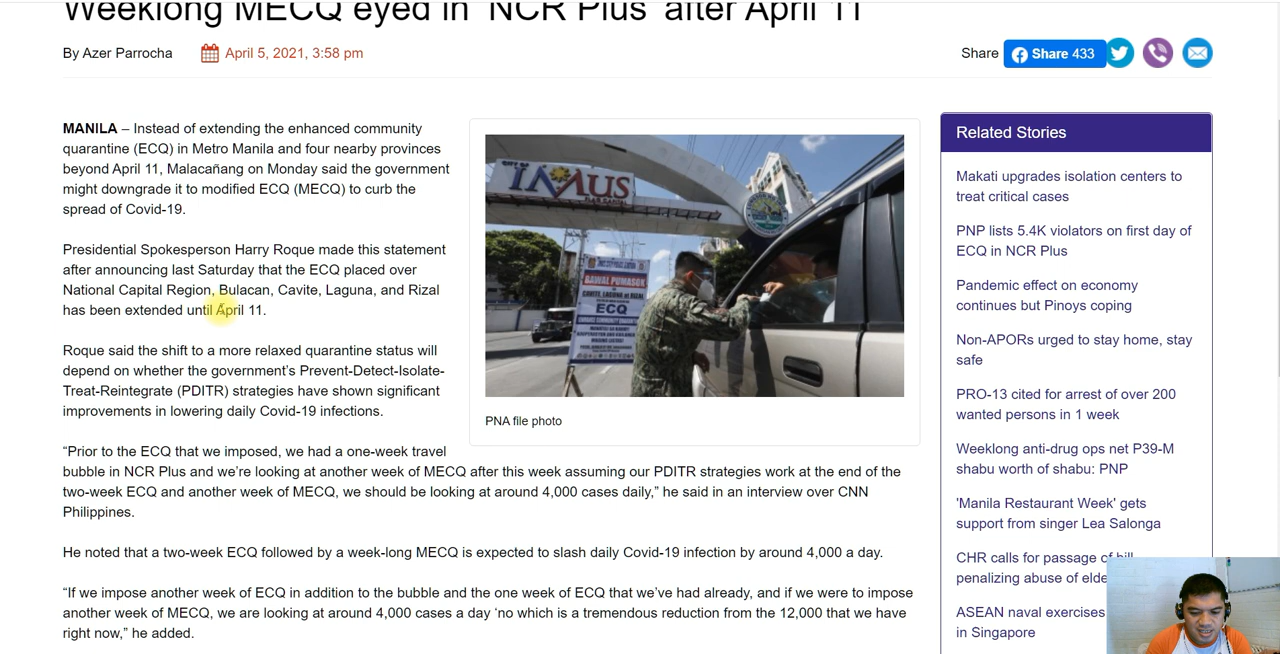 Weeklong MECQ eyed in 'NCR Plus' after April 11
By Azer Parrocha
April 5, 2021, 3:58 pm
Share
Share 433
MANILA – Instead of extending the enhanced community
quarantine (ECQ) in Metro Manila and four nearby provinces
beyond April 11, Malacañang on Monday said the government
might downgrade it to modified ECQ (MECQ) to curb the
spread of Covid-19.
Presidential Spokesperson Harry Roque made this statement
after announcing last Saturday that the ECQ placed over
National Capital Region, Bulacan, Cavite, Laguna, and Rizal
has been extended until April 11.
Roque said the shift to a more relaxed quarantine status will
depend on whether the government's Prevent-Detect-Isolate-
Treat-Reintegrate (PDITR) strategies have shown significant
improvements in lowering daily Covid-19 infections.
CITY OF
IMUS
BAWAL PUMASOK
CAVITE, LAGUNA at RIZAL
ECQ
PNA file photo
“Prior to the ECQ that we imposed, we had a one-week travel
bubble in NCR Plus and we're looking at another week of MECQ after this week assuming our PDITR strategies work at the end of the
two-week ECQ and another week of MECQ, we should be looking at around 4,000 cases daily,” he said in an interview over CNN
Philippines.
He noted that a two-week ECQ followed by a week-long MECQ is expected to slash daily Covid-19 infection by around 4,000 a day.
“If we impose another week of ECQ in addition to the bubble and the one week of ECQ that we've had already, and if we were to impose
another week of MECQ, we are looking at around 4,000 cases a day ‘no which is a tremendous reduction from the 12,000 that we have
right now,” he added.
Related Stories
Makati upgrades isolation centers to
treat critical cases
PNP lists 5.4K violators on first day of
ECQ in NCR Plus
Pandemic effect on economy
continues but Pinoys coping
Non-APORs urged to stay home, stay
safe
PRO-13 cited for arrest of over 200
wanted persons in 1 week
Weeklong anti-drug ops net P39-M
shabu worth of shabu: PNP
'Manila Restaurant Week' gets
support from singer Lea Salonga
CHR calls for passage of bill
penalizing abuse of elde
ASEAN naval exercises
in Singapore